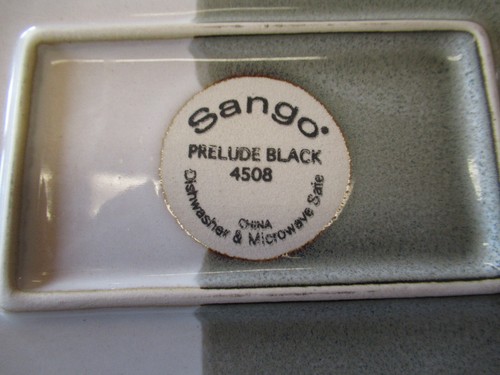 Sango
PRELUDE BLACK
4508
CHINA
Dishwasher & Microwave Safe